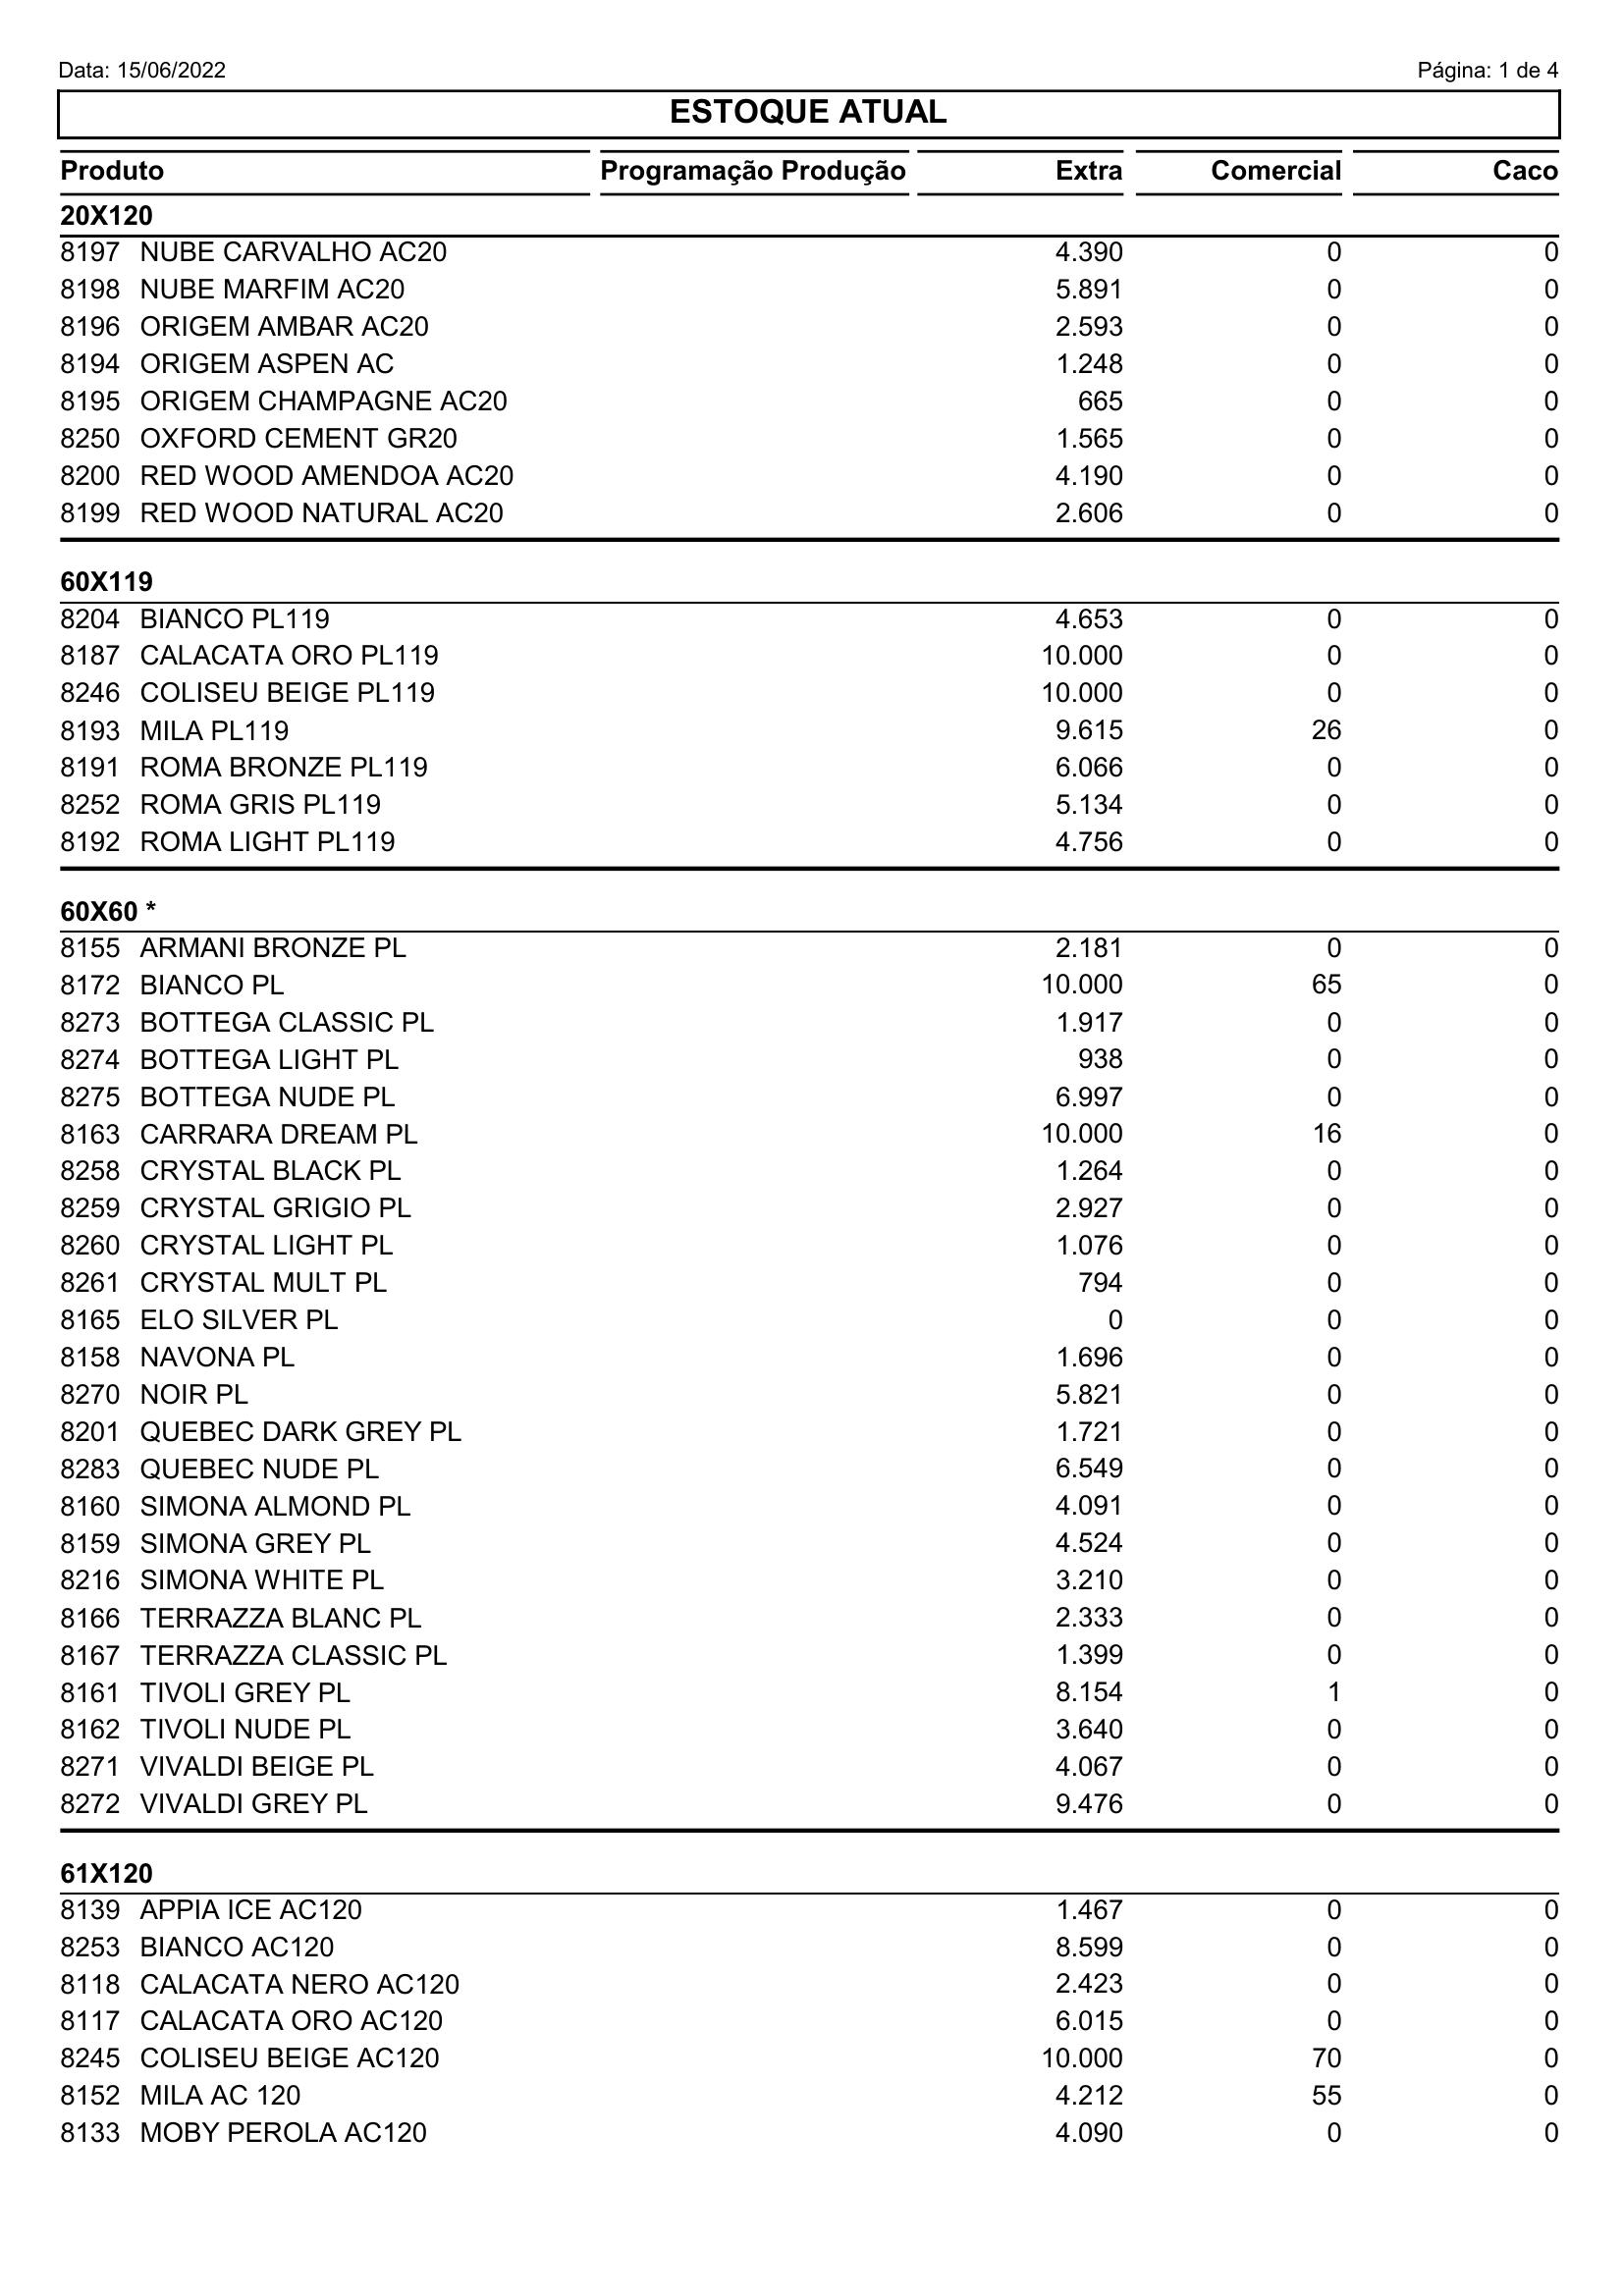 Data: 15/06/2022 Página: 1 de 4
ESTOQUE ATUAL
Produto Programação Produção Extra Comercial Caco
20X120
8197 NUBE CARVALHO AC20 4.390 0 0
8198 NUBE MARFIM AC20 5.891 0 0
8196 ORIGEM AMBAR AC20 2.593 0 0
8194 ORIGEM ASPEN AC 1.248 0 0
8195 ORIGEM CHAMPAGNE AC20 665 0 0
8250 OXFORD CEMENT GR20 1.565 0 0
8200 RED WOOD AMENDOA AC20 4.190 0 0
8199 RED WOOD NATURAL AC20 2.606 0 0
60X119
8204 BIANCO PL119 4.653 0 0
8187 CALACATA ORO PL119 10.000 0 0
8246 COLISEU BEIGE PL119 10.000 0 0
8193 MILA PL119 9.615 26 0
8191 ROMA BRONZE PL119 6.066 0 0
8252 ROMA GRIS PL119 5.134 0 0
8192 ROMA LIGHT PL119 4.756 0 0
60X60 *
8155 ARMANI BRONZE PL 2.181 0 0
8172 BIANCO PL 10.000 65 0
8273 BOTTEGA CLASSIC PL 1.917 0 0
8274 BOTTEGA LIGHT PL 938 0 0
8275 BOTTEGA NUDE PL 6.997 0 0
8163 CARRARA DREAM PL 10.000 16 0
8258 CRYSTAL BLACK PL 1.264 0 0
8259 CRYSTAL GRIGIO PL 2.927 0 0
8260 CRYSTAL LIGHT PL 1.076 0 0
8261 CRYSTAL MULT PL 794 0 0
8165 ELO SILVER PL 0 0 0
8158 NAVONA PL 1.696 0 0
8270 NOIR PL 5.821 0 0
8201 QUEBEC DARK GREY PL 1.721 0 0
8283 QUEBEC NUDE PL 6.549 0 0
8160 SIMONA ALMOND PL 4.091 0 0
8159 SIMONA GREY PL 4.524 0 0
8216 SIMONA WHITE PL 3.210 0 0
8166 TERRAZZA BLANC PL 2.333 0 0
8167 TERRAZZA CLASSIC PL 1.399 0 0
8161 TIVOLI GREY PL 8.154 1 0
8162 TIVOLI NUDE PL 3.640 0 0
8271 VIVALDI BEIGE PL 4.067 0 0
8272 VIVALDI GREY PL 9.476 0 0
61X120
8139 APPIA ICE AC120 1.467 0 0
8253 BIANCO AC120 8.599 0 0
8118 CALACATA NERO AC120 2.423 0 0
8117 CALACATA ORO AC120 6.015 0 0
8245 COLISEU BEIGE AC120 10.000 70 0
8152 MILA AC 120 4.212 55 0
8133 MOBY PEROLA AC120 4.090 0 0